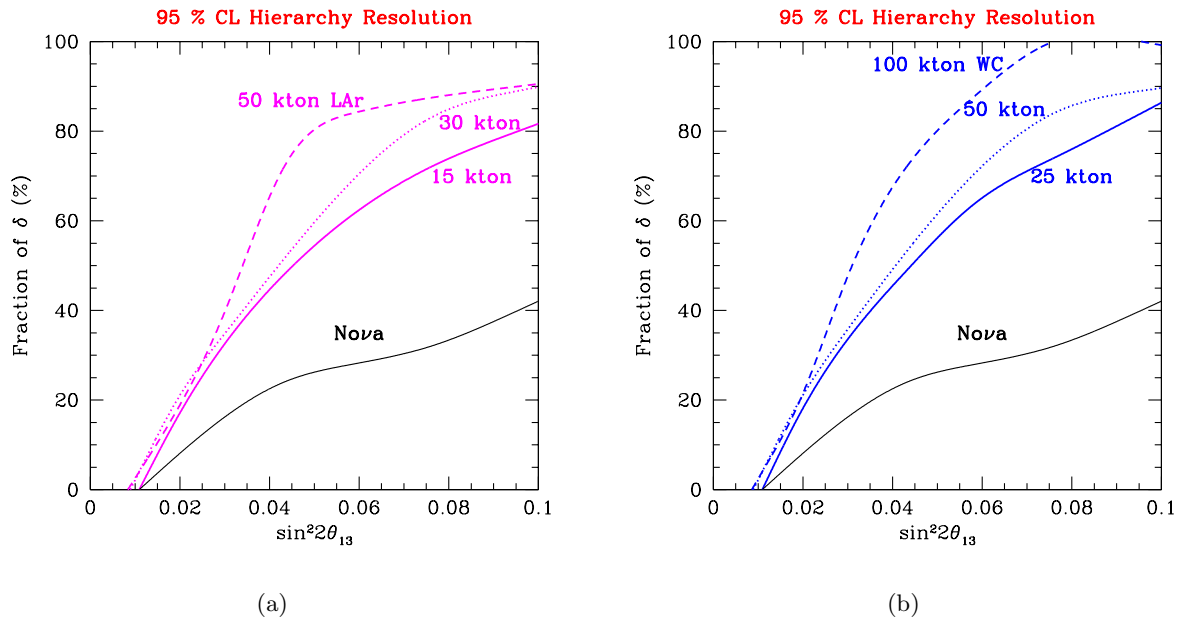 95 % CL Hierarchy Resolution
100
80
60
40
20
0
Fraction of δ (%)
50 kton LAr
30 kton
15 kton
Noνa
0 0.02 0.04 0.06 0.08 0.1
sin²2θ₁₃
(a)
95 % CL Hierarchy Resolution
100
80
60
40
20
0
Fraction of δ (%)
100 kton WC
50 kton
25 kton
Noνa
0 0.02 0.04 0.06 0.08 0.1
sin²2θ₁₃
(b)